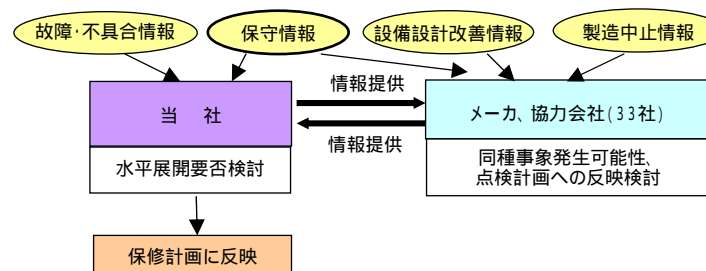 故障･不具合情報
保守情報
設備設計改善情報
製造中止情報
情報提供
当　社
メーカ、協力会社(33社)
情報提供
水平展開要否検討
同種事象発生可能性、
点検計画への反映検討
保修計画に反映